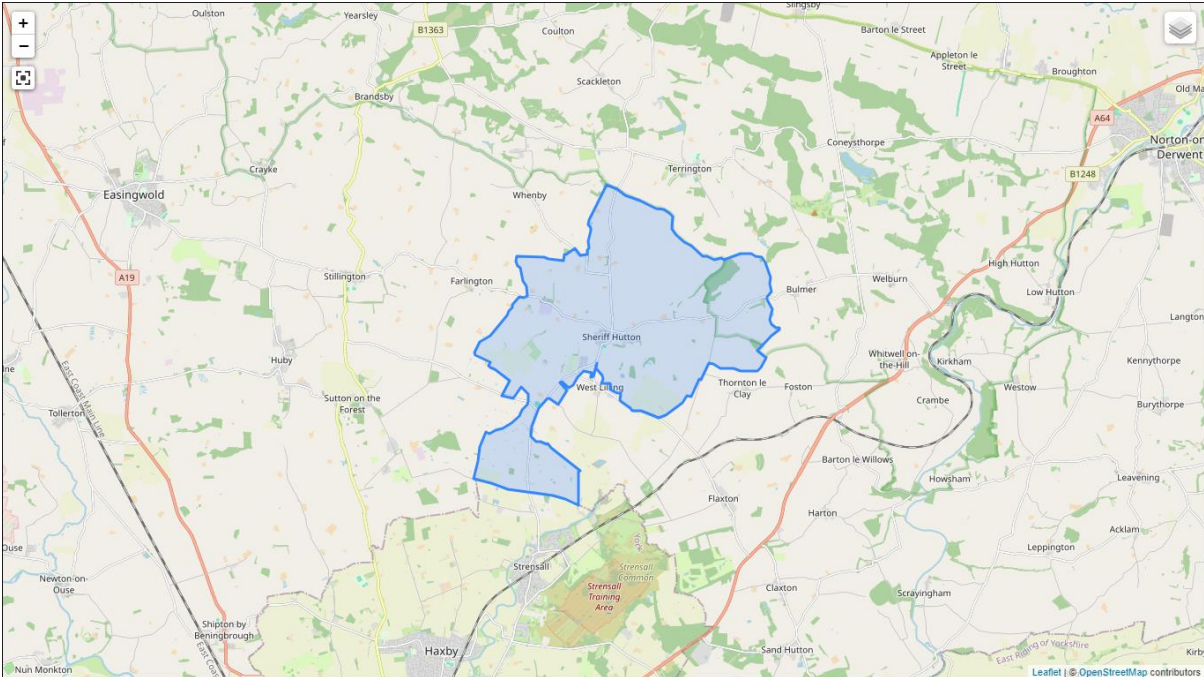 Oulston
Yearsley
B1363
Coulton
Slingsby
Barton le Street
Appleton le
Street
Broughton
Scackleton
Brandsby
Old Ma
A64
Norton-on-
Derwent
Coneysthorpe
B1248
Crayke
Terrington
Easingwold
Whenby
High Hutton
A19
Stillington
Farlington
Welburn
Bulmer
Low Hutton
Langton
Sheriff Hutton
East Coast Main Line
Huby
Whitwell on-
the-Hill
Kirkham
Kennythorpe
West Lilling
Thornton le
Clay
Foston
Westow
Sutton on the
Forest
Crambe
Burythorpe
Tollerton
Barton le Willows
Howsham
Leavening
Flaxton
Harton
Acklam
York
Ouse
Leppington
Strensall
Strensall
Common
Newton-on-
Ouse
Strensall
Training
Area
Claxton
Scrayingham
Shipton by
Beningbrough
Haxby
Sand Hutton
East Riding of Yorkshire
East Coa
Kirby
Nun Monkton
Leaflet | © OpenStreetMap contributors